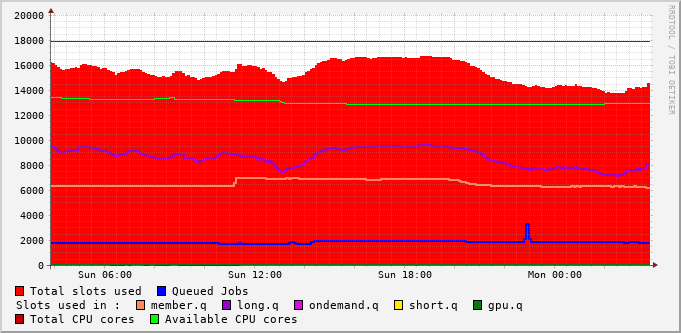 20000
18000
16000
14000
12000
10000
8000
6000
4000
2000
0
Sun 06:00 Sun 12:00 Sun 18:00 Mon 00:00
Total slots used Queued Jobs
Slots used in : member.q long.q ondemand.q short.q gpu.q
Total CPU cores Available CPU cores
RRDTOOL / TOBI OETIKER